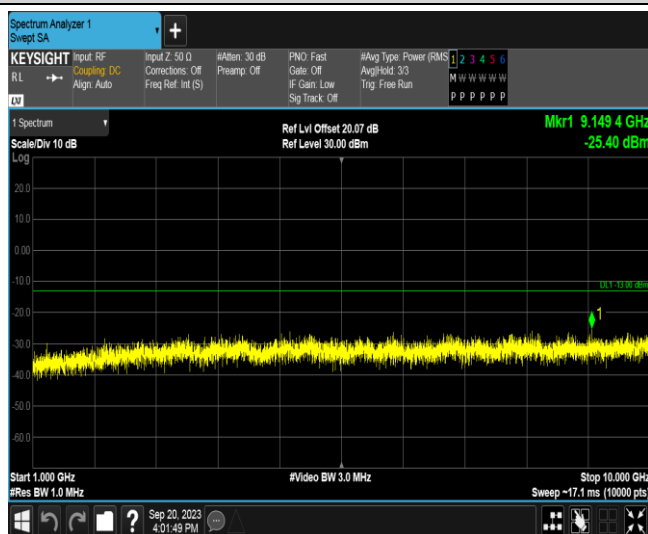 Spectrum Analyzer 1
Swept SA
+
KEYSIGHT Input: RF Input Z: 50 Ω #Atten: 30 dB PNO: Fast #Avg Type: Power (RMS 1 2 3 4 5 6
RL Coupling: DC Corrections: Off Preamp: Off Gate: Off Avg|Hold: 3/3 M W W W W W
Align: Auto Freq Ref: Int (S) IF Gain: Low Trig: Free Run
LXI Sig Track: Off P P P P P P
1 Spectrum Ref Lvl Offset 20.07 dB Mkr1 9.149 4 GHz
Scale/Div 10 dB Ref Level 30.00 dBm -25.40 dBm
Log
20.0
10.0
0.00
-10.0
DL1 -13.00 dBm
1
-20.0
-30.0
-40.0
-50.0
-60.0
Start 1.000 GHz #Video BW 3.0 MHz Stop 10.000 GHz
#Res BW 1.0 MHz Sweep ~17.1 ms (10000 pts)
? Sep 20, 2023
4:01:49 PM